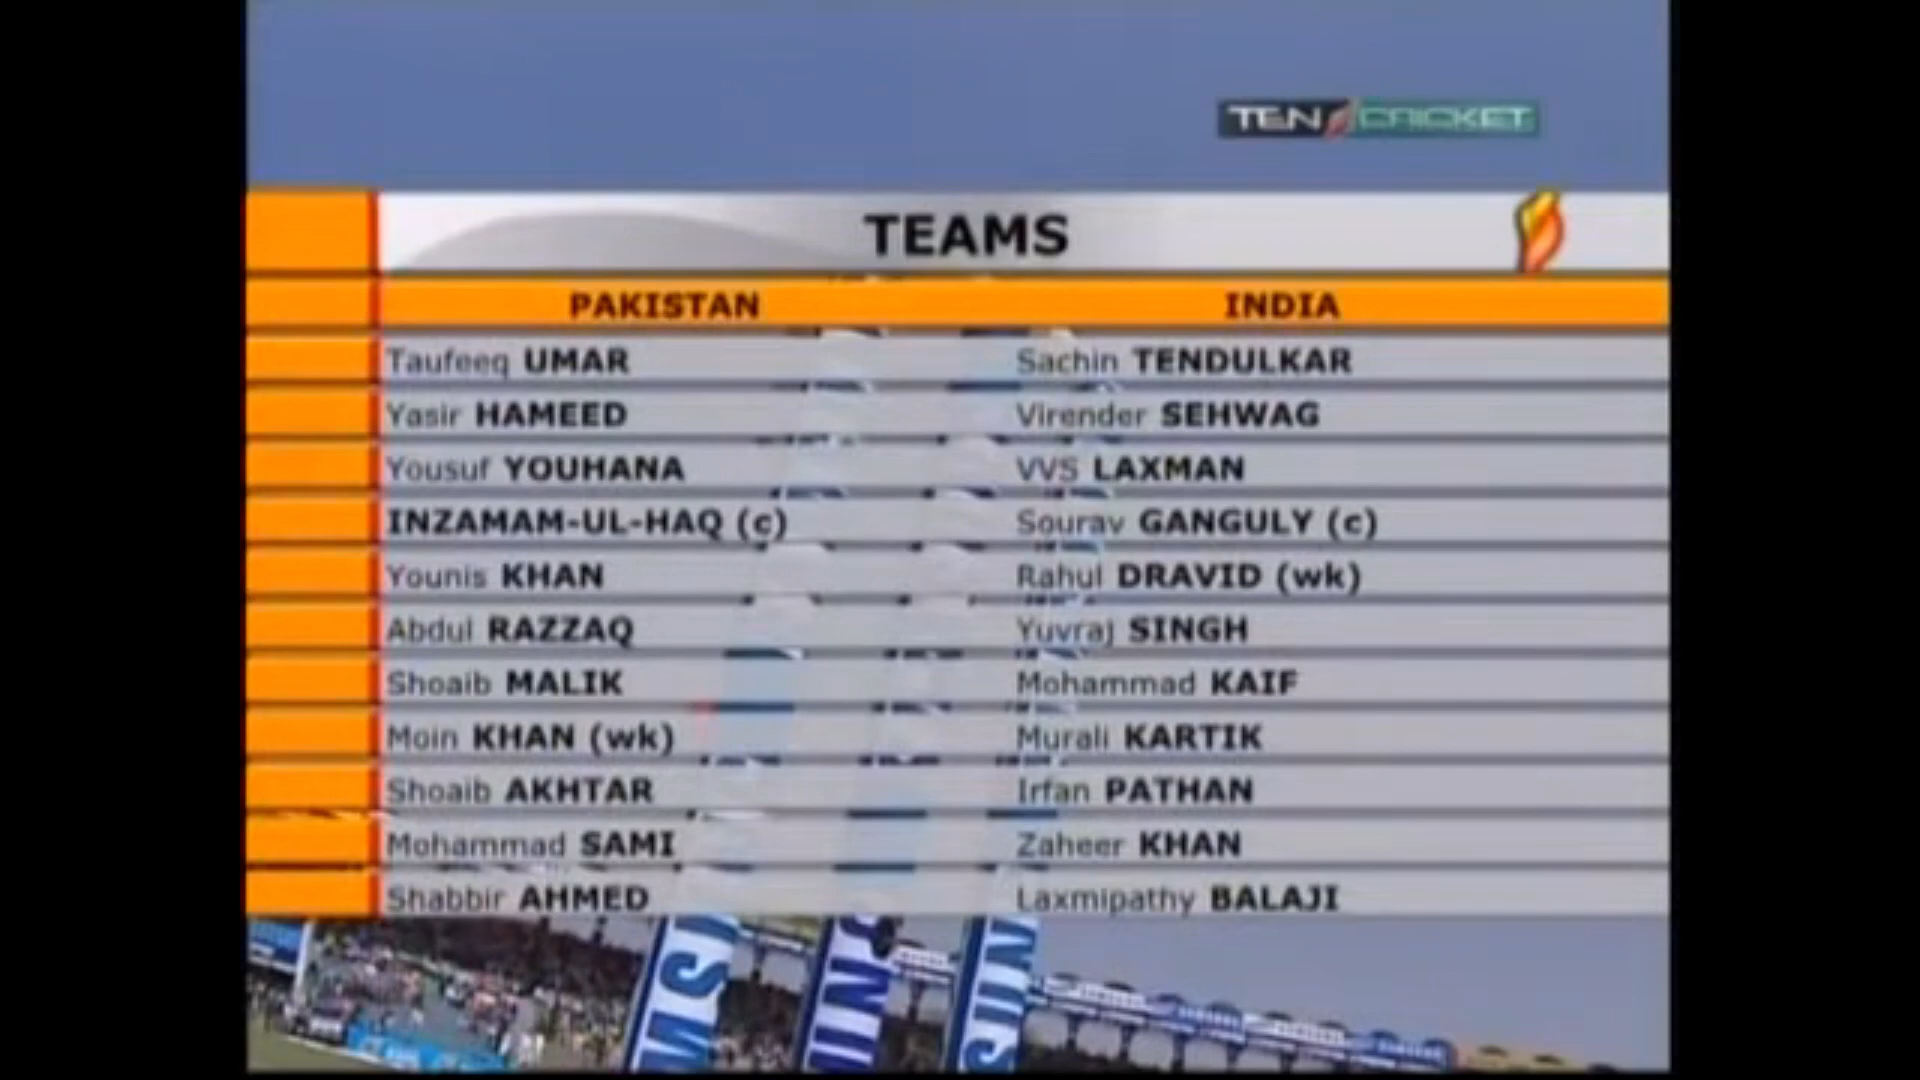 TEN CRICKET
TEAMS
PAKISTAN INDIA
Taufeeq UMAR Sachin TENDULKAR
Yasir HAMEED Virender SEHWAG
Yousuf YOUHANA VVS LAXMAN
INZAMAM-UL-HAQ (c) Sourav GANGULY (c)
Younis KHAN Rahul DRAVID (wk)
Abdul RAZZAQ Yuvraj SINGH
Shoaib MALIK Mohammad KAIF
Moin KHAN (wk) Murali KARTIK
Shoaib AKHTAR Irfan PATHAN
Mohammad SAMI Zaheer KHAN
Shabbir AHMED Laxmipathy BALAJI